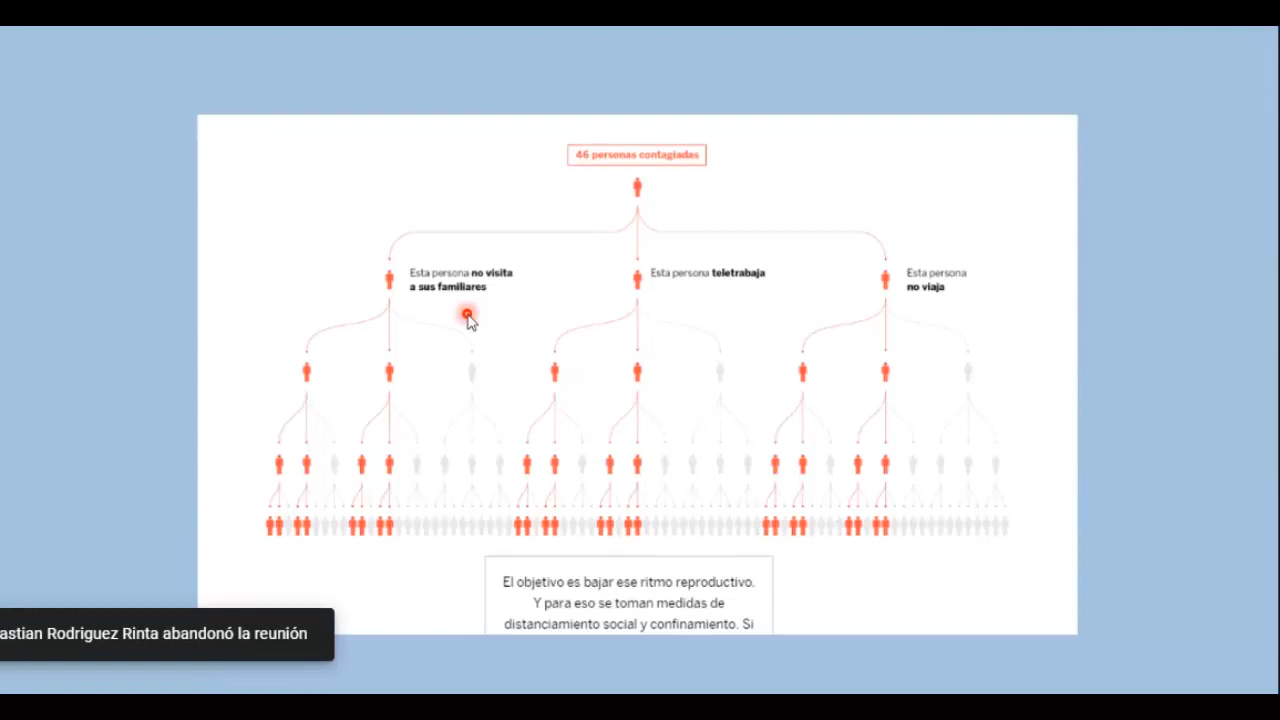 46 personas contagiadas
Esta persona no visita
a sus familiares
Esta persona teletrabaja
Esta persona
no viaja
El objetivo es bajar ese ritmo reproductivo.
Y para eso se toman medidas de
distanciamiento social y confinamiento. Si
astian Rodriguez Rinta abandonó la reunión